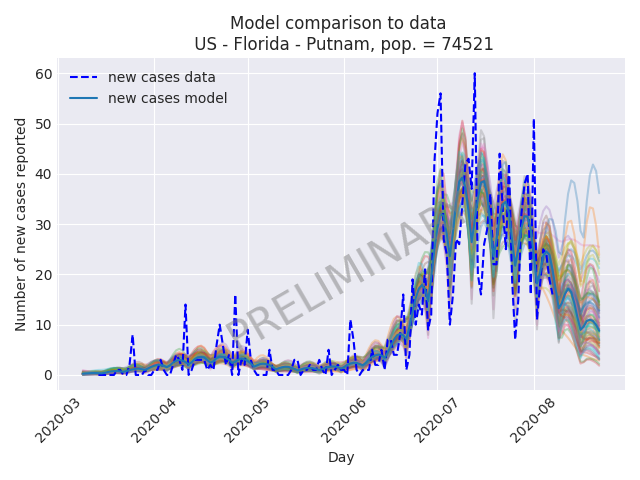 Model comparison to data
US - Florida - Putnam, pop. = 74521
new cases data
new cases model
Number of new cases reported
60
50
40
30
20
10
0
PRELIMINARY
2020-03
2020-04
2020-05
2020-06
2020-07
2020-08
Day